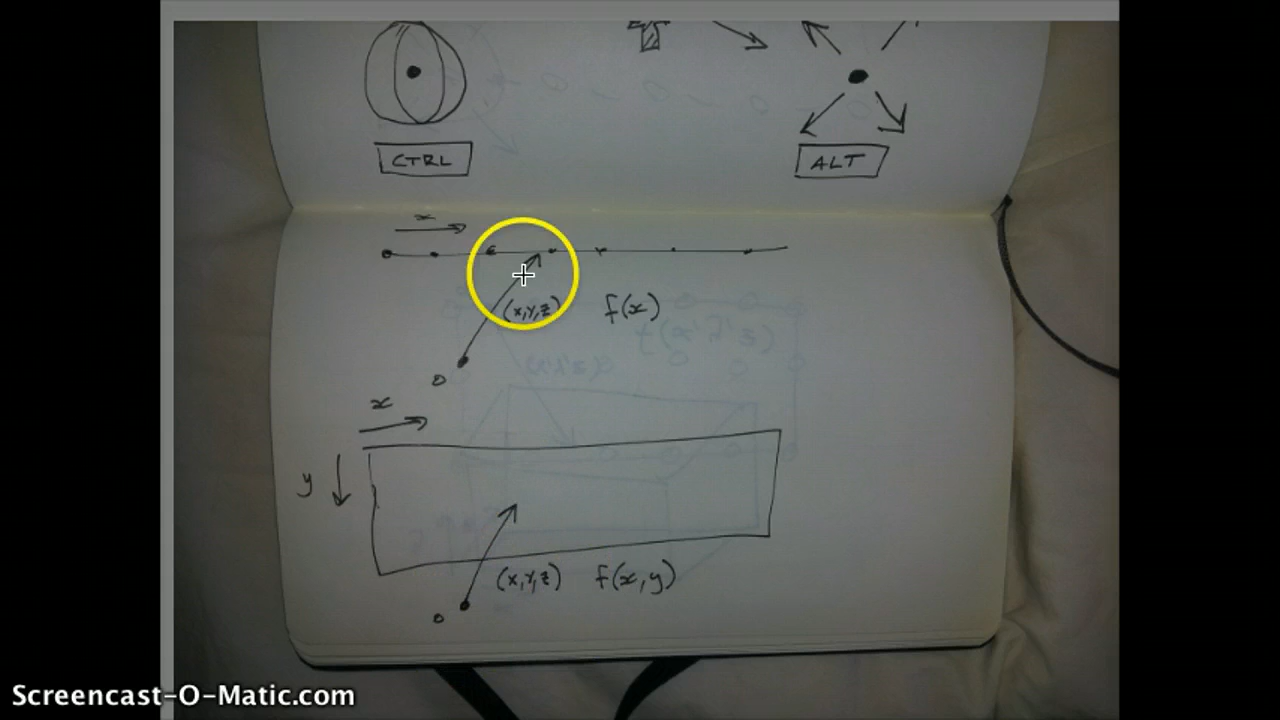 CTRL
ALT
x
(x,y,z) f(x)
o
x
y
(x,y,z) f(x,y)
o
Screencast-O-Matic.com